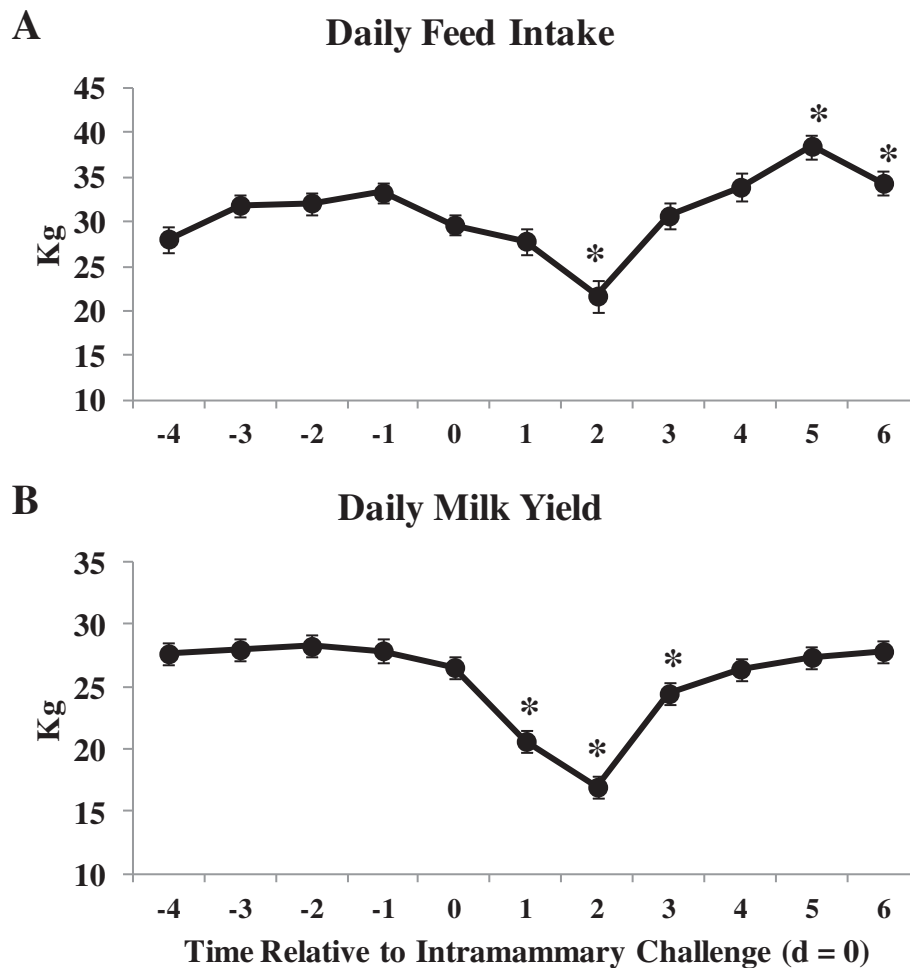 A
Daily Feed Intake
45
40
35
30
25
20
15
10
Kg
*
*
*
-4 -3 -2 -1 0 1 2 3 4 5 6
B
Daily Milk Yield
35
30
25
20
15
10
Kg
*
*
*
-4 -3 -2 -1 0 1 2 3 4 5 6
Time Relative to Intramammary Challenge (d = 0)